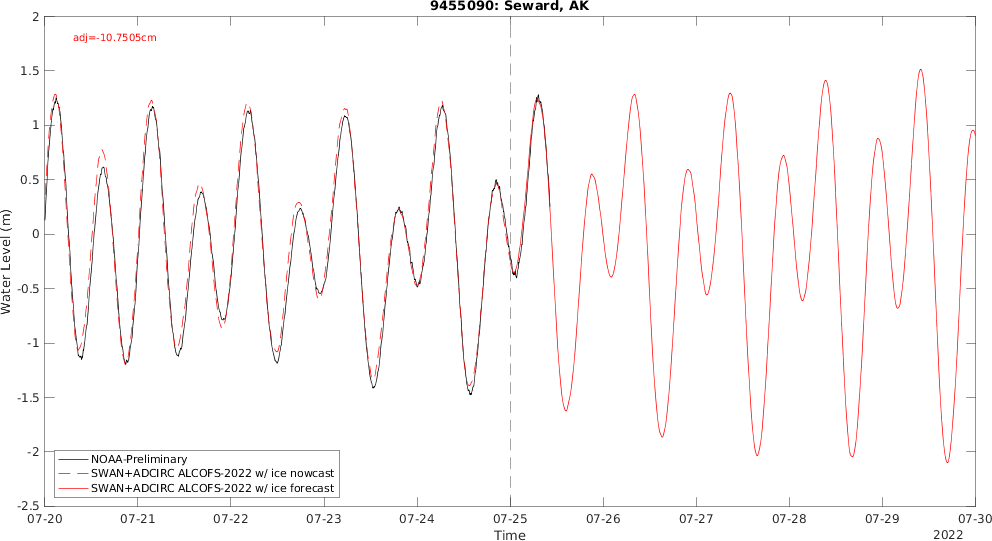 9455090: Seward, AK
adj=-10.7505cm
2
1.5
1
0.5
0
-0.5
-1
-1.5
-2
-2.5
Water Level (m)
NOAA-Preliminary
SWAN+ADCIRC ALCOFS-2022 w/ ice nowcast
SWAN+ADCIRC ALCOFS-2022 w/ ice forecast
07-20 07-21 07-22 07-23 07-24 07-25 07-26 07-27 07-28 07-29 07-30
Time
2022